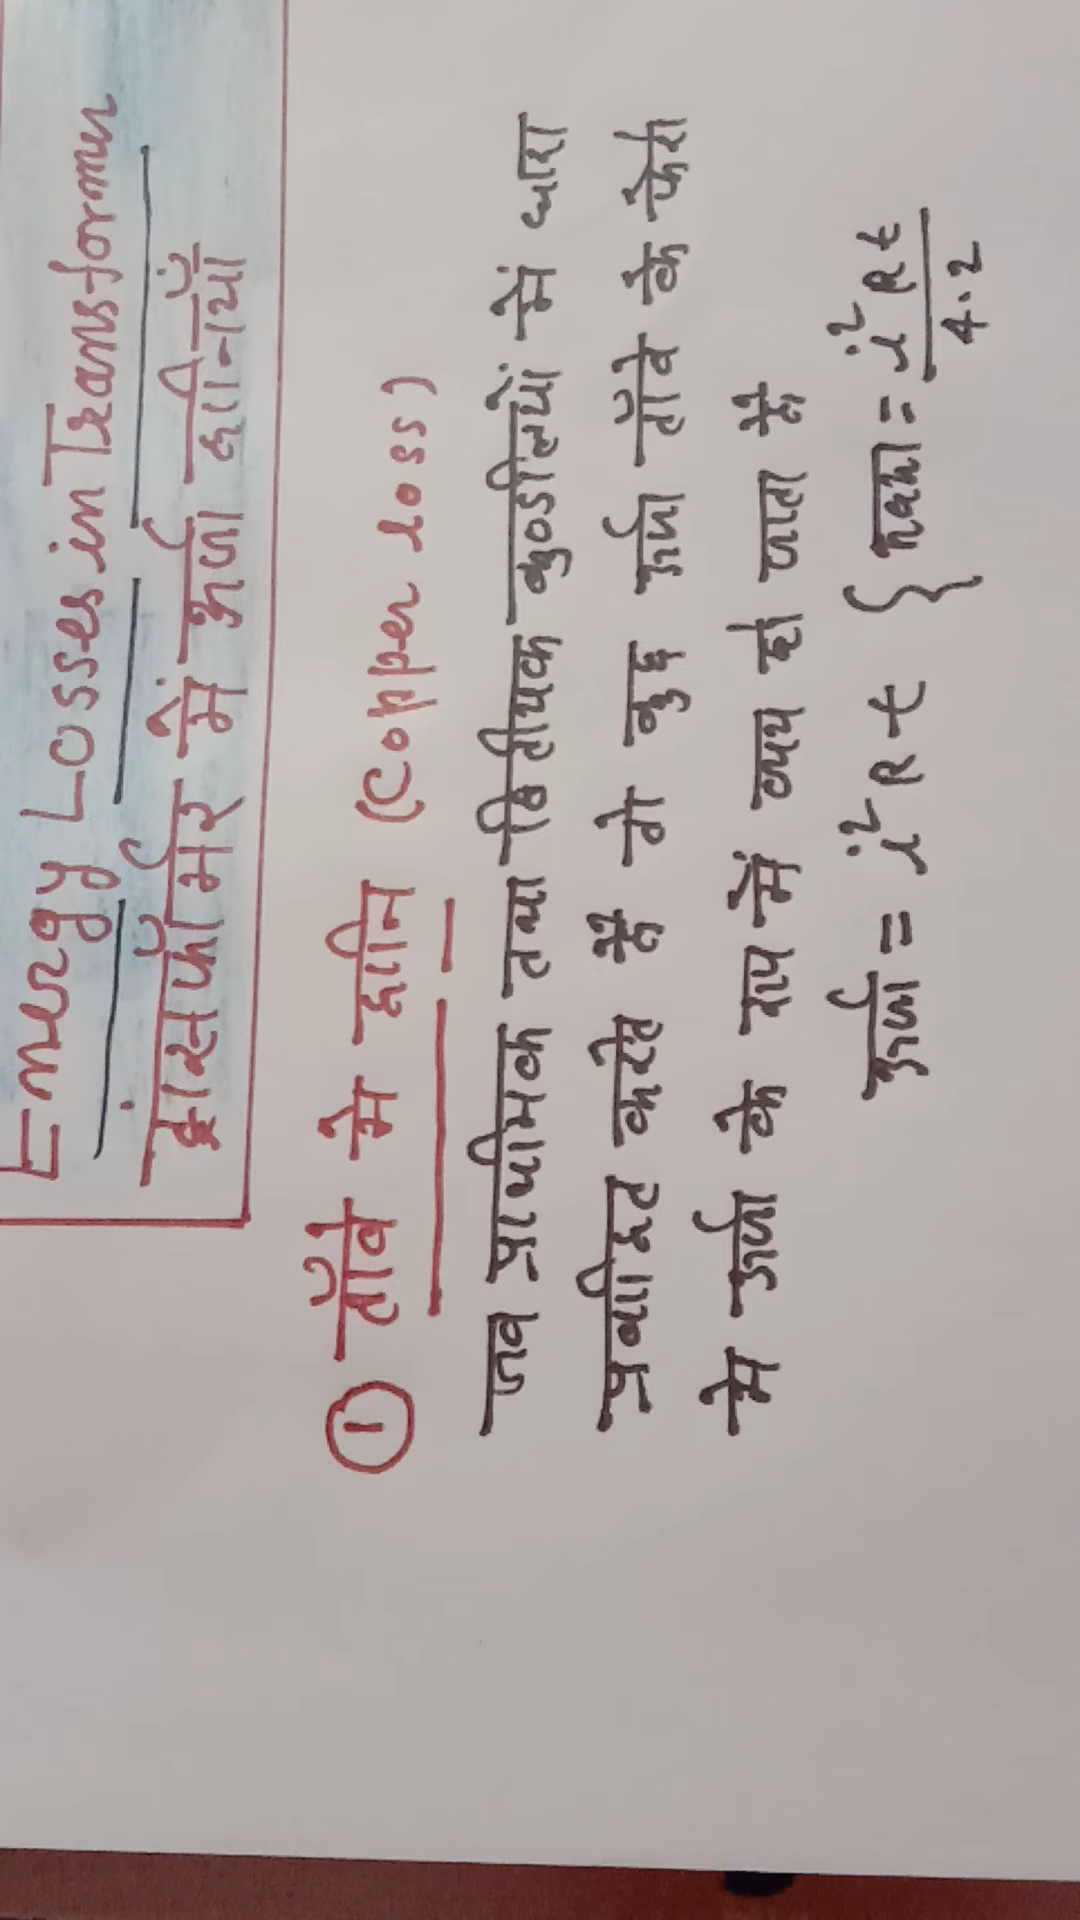 Energy Losses in Transformer
ट्रांसफॉर्मर में ऊर्जा हानियाँ
① ताँबे मे हानि (Copper loss)
जब प्राथमिक तथा द्वितीयक कुण्डलियों में धारा
प्रवाहित करते है तो कुछ ऊर्जा ताँबे के फेरो
मे ऊर्जा के रूप में व्यय हो जाता है
ऊर्जा = i²Rt { ऊष्मा = i²Rt / 4.2